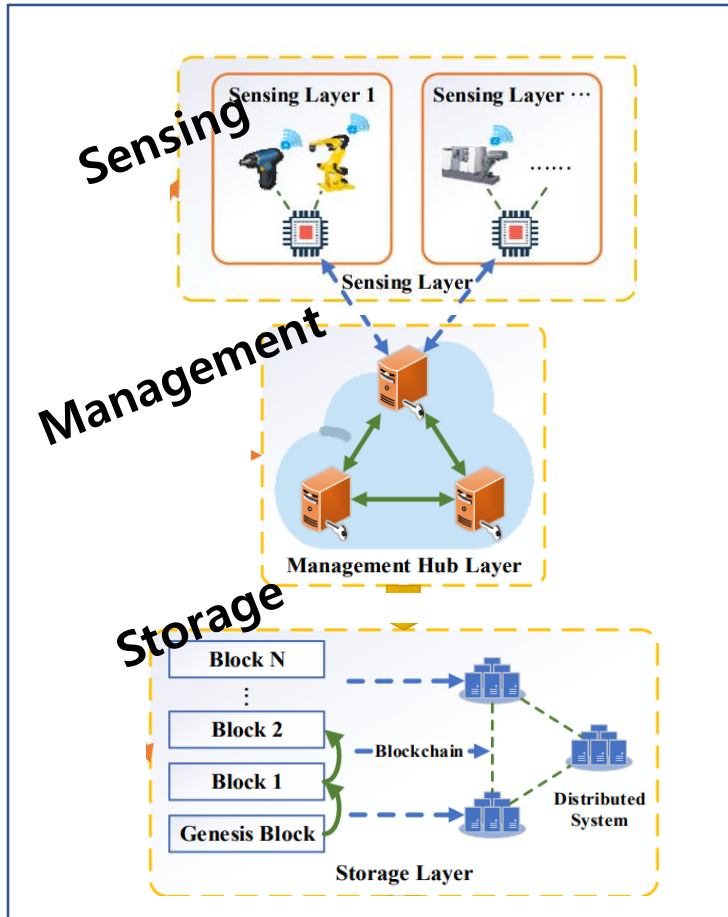 Sensing Layer 1
Sensing Layer ···
Sensing
······
Sensing Layer
Management
Management Hub Layer
Storage
Block N
⋮
Block 2
Blockchain
Block 1
Distributed
System
Genesis Block
Storage Layer